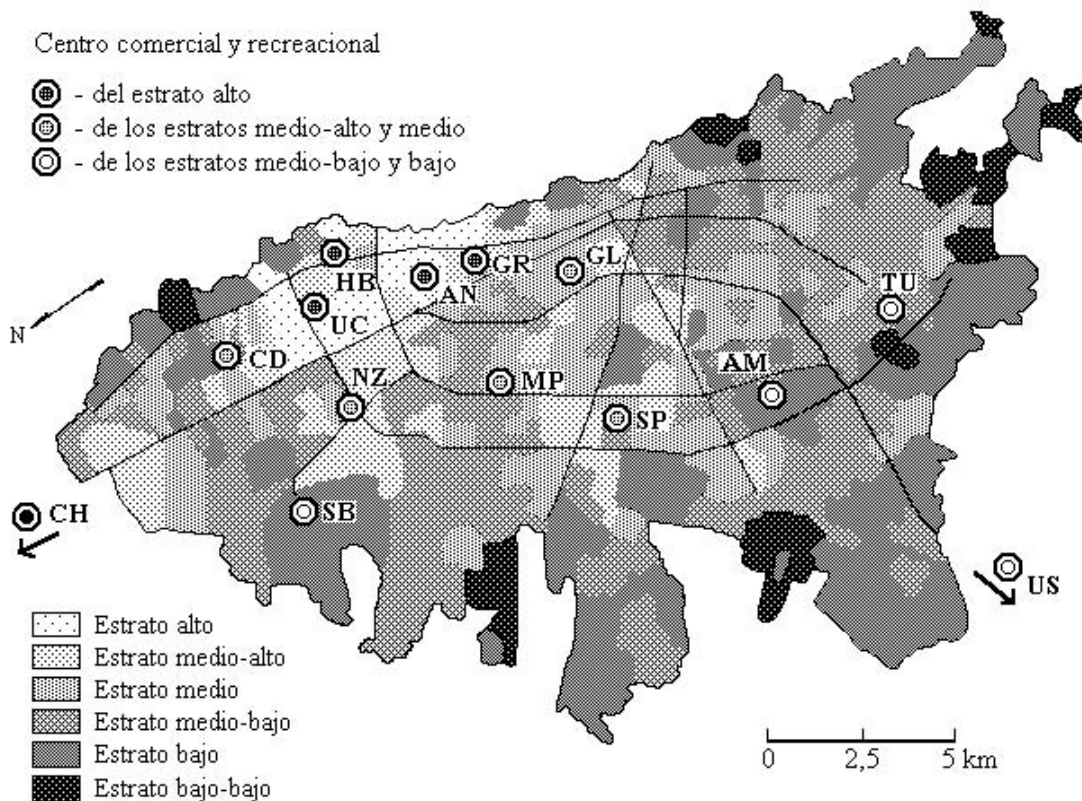 Centro comercial y recreacional
- del estrato alto
- de los estratos medio-alto y medio
- de los estratos medio-bajo y bajo
N
HB
GR
GL
AN
TU
UC
CD
NZ
MP
AM
SP
SB
CH
US
Estrato alto
Estrato medio-alto
Estrato medio
Estrato medio-bajo
Estrato bajo
Estrato bajo-bajo
0 2,5 5 km